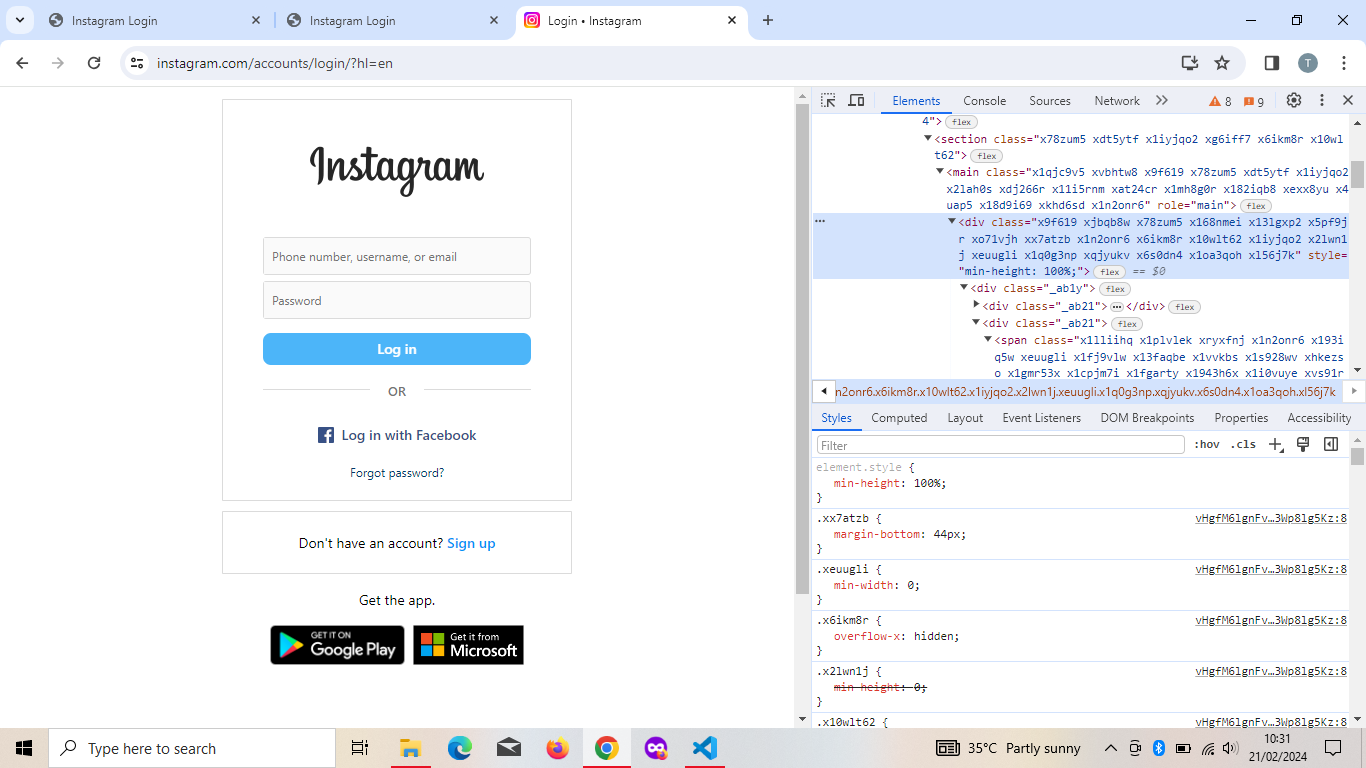 Instagram Login
Instagram Login
Login • Instagram
instagram.com/accounts/login/?hl=en
T
Instagram
Phone number, username, or email
Password
Log in
OR
Log in with Facebook
Forgot password?
Don't have an account? Sign up
Get the app.
GET IT ON
Google Play
Get it from
Microsoft
Elements Console Sources Network 8 9
4"> flex
<section class="x78zum5 xdt5ytf x1iyjqo2 xg6iff7 x6ikm8r x10wl
t62"> flex
<main class="x1qjc9v5 xvbhtw8 x9f619 x78zum5 xdt5ytf x1iyjqo2
x2lah0s xdj266r x11i5rnm xat24cr x1mh8g0r x182iqb8 xexx8yu x4
uap5 x18d9i69 xkhd6sd x1n2onr6" role="main"> flex
<div class="x9f619 xjbqb8w x78zum5 x168nmei x13lgxp2 x5pf9j
r xo71vjh xx7atzb x1n2onr6 x6ikm8r x10wlt62 x1iyjqo2 x2lwn1
j xeuugli x1q0g3np xqjyukv x6s0dn4 x1oa3qoh xl56j7k" style=
"min-height: 100%;"> flex == $0
<div class="_ab1y"> flex
<div class="_ab21"> … </div> flex
<div class="_ab21"> flex
<span class="x1lliihq x1plvlek xryxfnj x1n2onr6 x193i
q5w xeuugli x1fj9vlw x13faqbe x1vvkbs x1s928wv xhkezs
o x1gmr53x x1cpjm7i x1fgarty x1943h6x x1i0vuye xvs91r
n2onr6.x6ikm8r.x10wlt62.x1iyjqo2.x2lwn1j.xeuugli.x1q0g3np.xqjyukv.x6s0dn4.x1oa3qoh.xl56j7k
Styles Computed Layout Event Listeners DOM Breakpoints Properties Accessibility
Filter :hov .cls
element.style {
min-height: 100%;
}
.xx7atzb { vHgfM6lgnFv…3Wp8lg5Kz:8
margin-bottom: 44px;
}
.xeuugli { vHgfM6lgnFv…3Wp8lg5Kz:8
min-width: 0;
}
.x6ikm8r { vHgfM6lgnFv…3Wp8lg5Kz:8
overflow-x: hidden;
}
.x2lwn1j { vHgfM6lgnFv…3Wp8lg5Kz:8
min-height: 0;
}
.x10wlt62 { vHgfM6lgnFv…3Wp8lg5Kz:8
Type here to search
35°C Partly sunny
10:31
21/02/2024